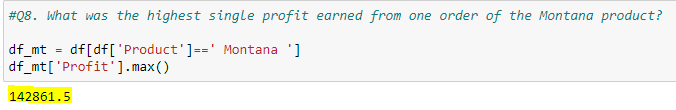 #Q8. What was the highest single profit earned from one order of the Montana product?
df_mt = df[df['Product']==' Montana ']
df_mt['Profit'].max()
142861.5